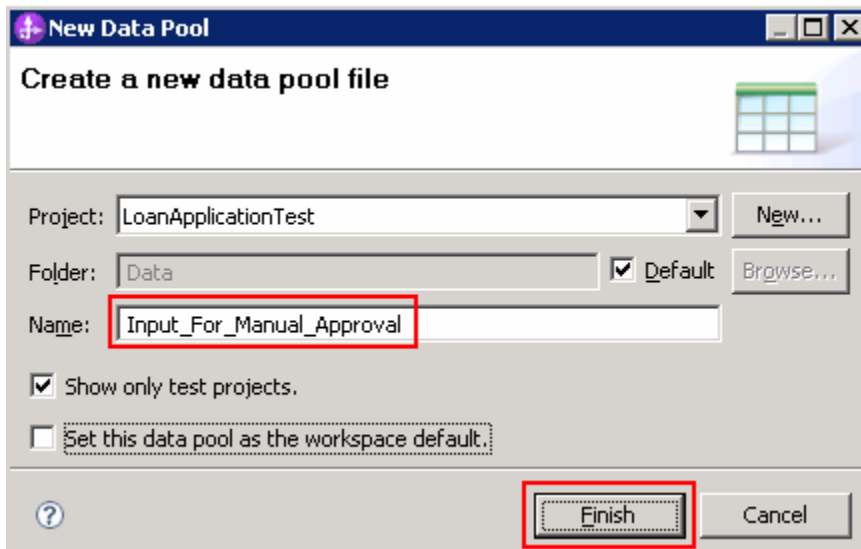 New Data Pool
Create a new data pool file
Project: LoanApplicationTest New...
Folder: Data Default Browse...
Name: Input_For_Manual_Approval
Show only test projects.
Set this data pool as the workspace default.
? Finish Cancel